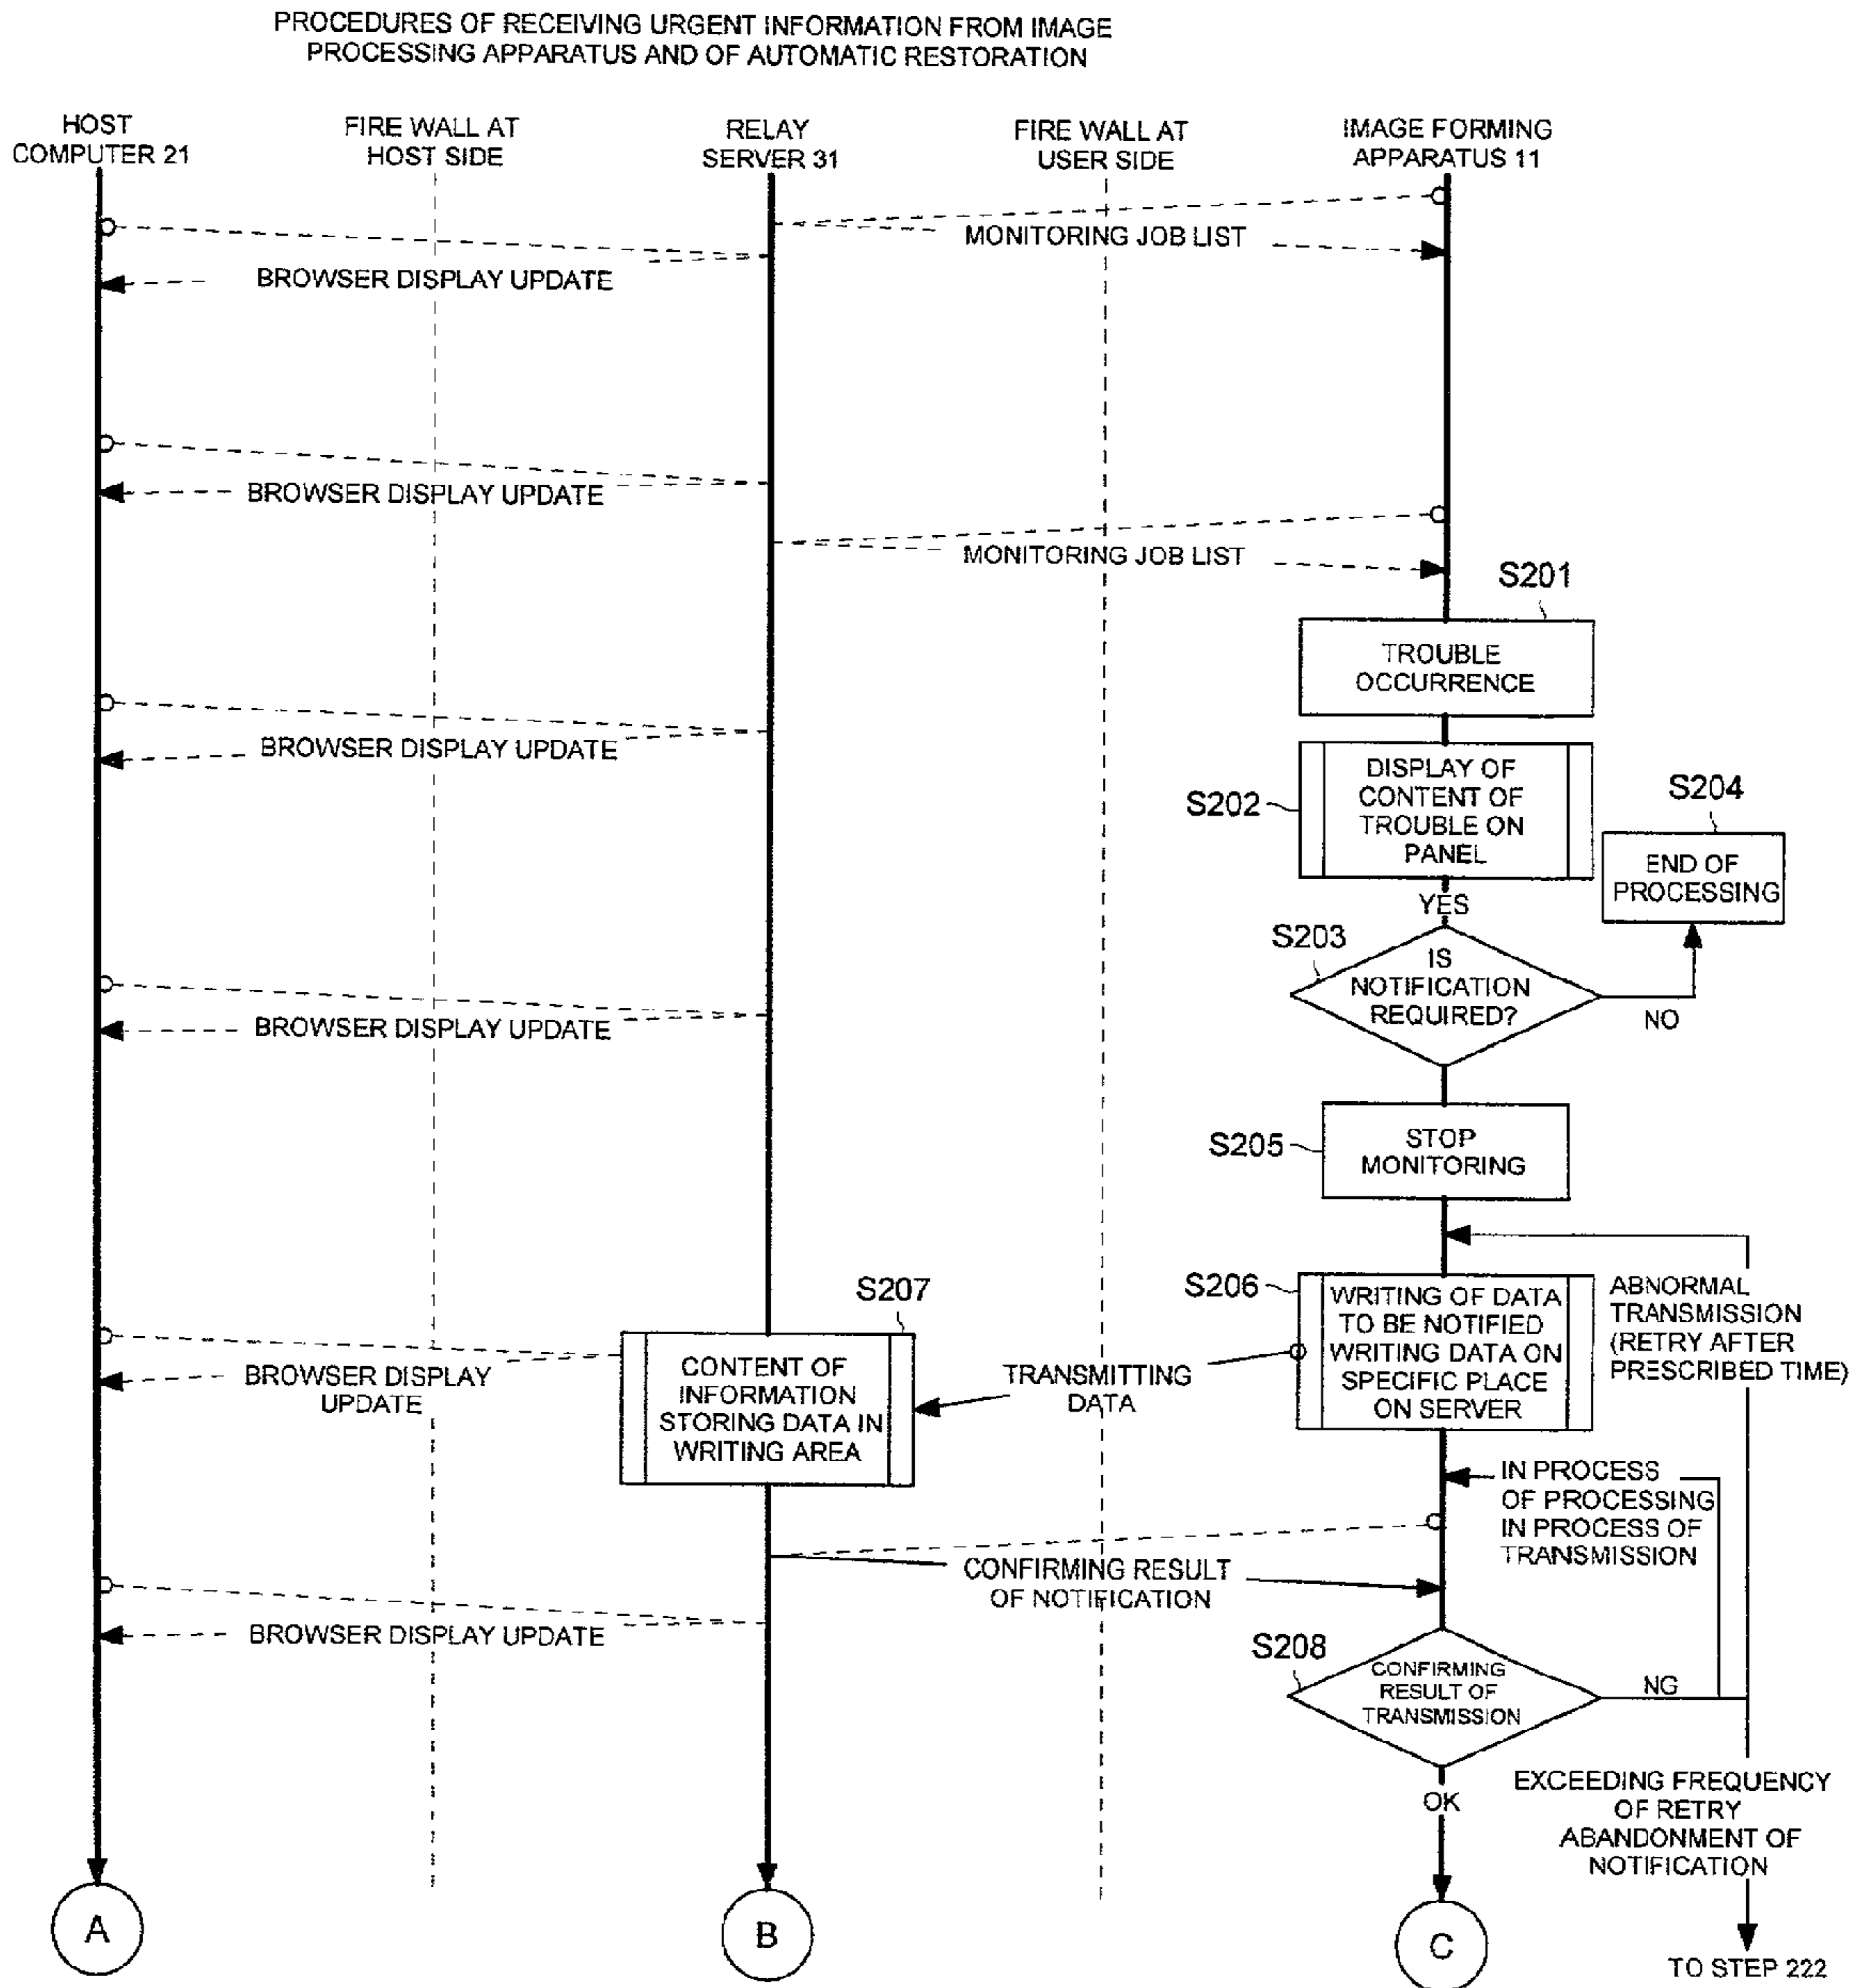 PROCEDURES OF RECEIVING URGENT INFORMATION FROM IMAGE
PROCESSING APPARATUS AND OF AUTOMATIC RESTORATION
HOST
COMPUTER 21
FIRE WALL AT
HOST SIDE
RELAY
SERVER 31
FIRE WALL AT
USER SIDE
IMAGE FORMING
APPARATUS 11
MONITORING JOB LIST
BROWSER DISPLAY UPDATE
BROWSER DISPLAY UPDATE
MONITORING JOB LIST
S201
TROUBLE
OCCURRENCE
BROWSER DISPLAY UPDATE
S202
DISPLAY OF
CONTENT OF
TROUBLE ON
PANEL
S204
END OF
PROCESSING
YES
S203
IS
NOTIFICATION
REQUIRED?
NO
BROWSER DISPLAY UPDATE
S205
STOP
MONITORING
S206
WRITING OF DATA
TO BE NOTIFIED
WRITING DATA ON
SPECIFIC PLACE
ON SERVER
ABNORMAL
TRANSMISSION
(RETRY AFTER
PRESCRIBED TIME)
S207
CONTENT OF
INFORMATION
STORING DATA IN
WRITING AREA
TRANSMITTING
DATA
BROWSER DISPLAY
UPDATE
IN PROCESS
OF PROCESSING
IN PROCESS OF
TRANSMISSION
CONFIRMING RESULT
OF NOTIFICATION
BROWSER DISPLAY UPDATE
S208
CONFIRMING
RESULT OF
TRANSMISSION
NG
OK
EXCEEDING FREQUENCY
OF RETRY
ABANDONMENT OF
NOTIFICATION
A
B
C
TO STEP 222